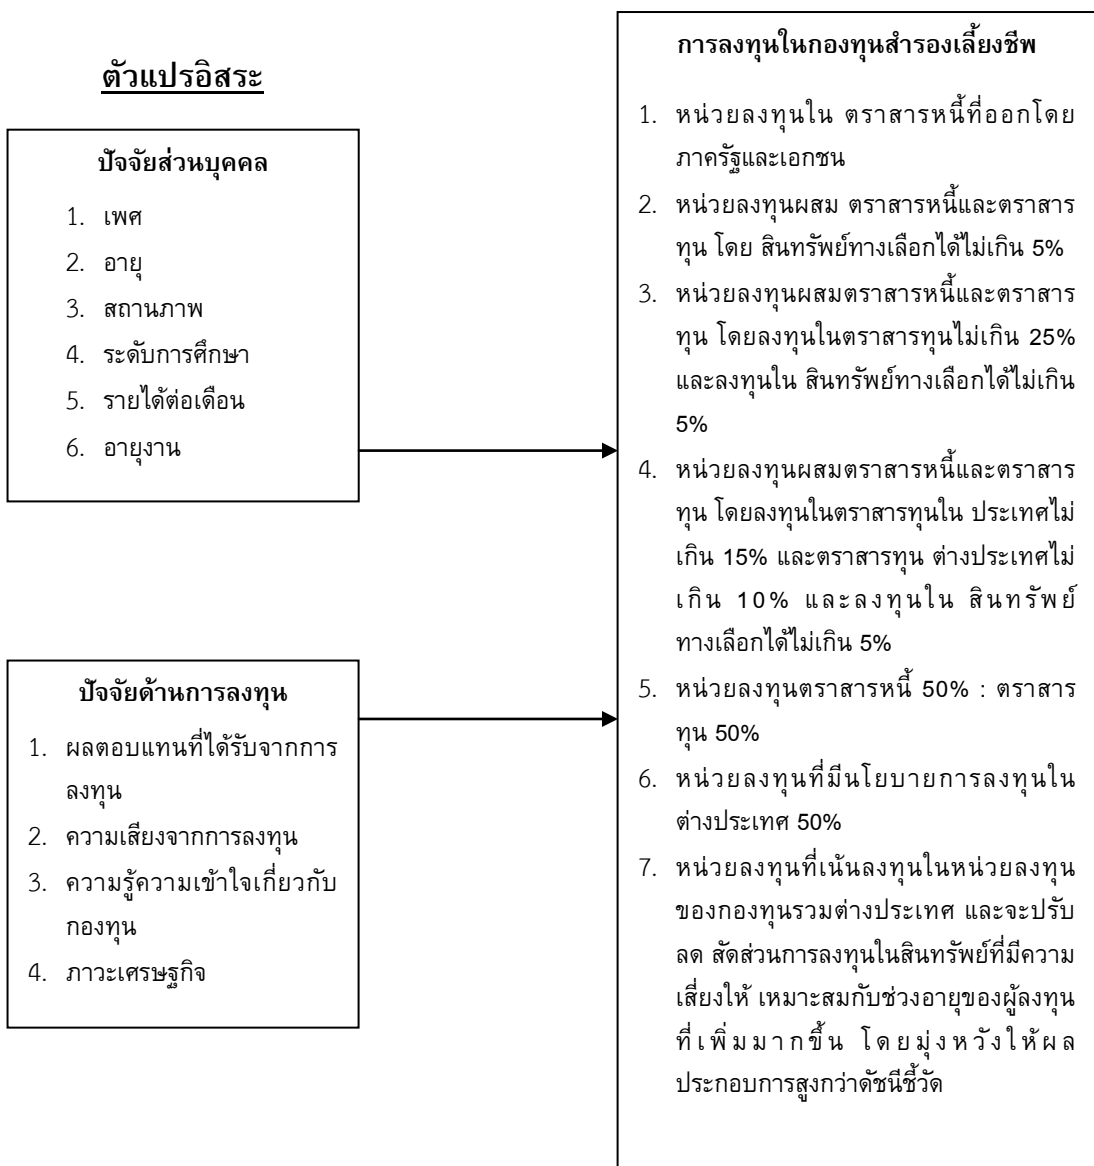 ตัวแปรอิสระ
ปัจจัยส่วนบุคคล
1. เพศ
2. อายุ
3. สถานภาพ
4. ระดับการศึกษา
5. รายได้ต่อเดือน
6. อายุงาน
ปัจจัยด้านการลงทุน
1. ผลตอบแทนที่ได้รับจากการ
ลงทุน
2. ความเสียงจากการลงทุน
3. ความรู้ความเข้าใจเกี่ยวกับ
กองทุน
4. ภาวะเศรษฐกิจ
การลงทุนในกองทุนสำรองเลี้ยงชีพ
1. หน่วยลงทุนใน ตราสารหนี้ที่ออกโดย
ภาครัฐและเอกชน
2. หน่วยลงทุนผสม ตราสารหนี้และตราสาร
ทุน โดย สินทรัพย์ทางเลือกได้ไม่เกิน 5%
3. หน่วยลงทุนผสมตราสารหนี้และตราสาร
ทุน โดยลงทุนในตราสารทุนไม่เกิน 25%
และลงทุนใน สินทรัพย์ทางเลือกได้ไม่เกิน
5%
4. หน่วยลงทุนผสมตราสารหนี้และตราสาร
ทุน โดยลงทุนในตราสารทุนใน ประเทศไม่
เกิน 15% และตราสารทุน ต่างประเทศไม่
เกิน 10% และลงทุนใน สินทรัพย์
ทางเลือกได้ไม่เกิน 5%
5. หน่วยลงทุนตราสารหนี้ 50% : ตราสาร
ทุน 50%
6. หน่วยลงทุนที่มีนโยบายการลงทุนใน
ต่างประเทศ 50%
7. หน่วยลงทุนที่เน้นลงทุนในหน่วยลงทุน
ของกองทุนรวมต่างประเทศ และจะปรับ
ลด สัดส่วนการลงทุนในสินทรัพย์ที่มีความ
เสี่ยงให้ เหมาะสมกับช่วงอายุของผู้ลงทุน
ที่เพิ่มมากขึ้น โดยมุ่งหวังให้ผล
ประกอบการสูงกว่าดัชนีชี้วัด